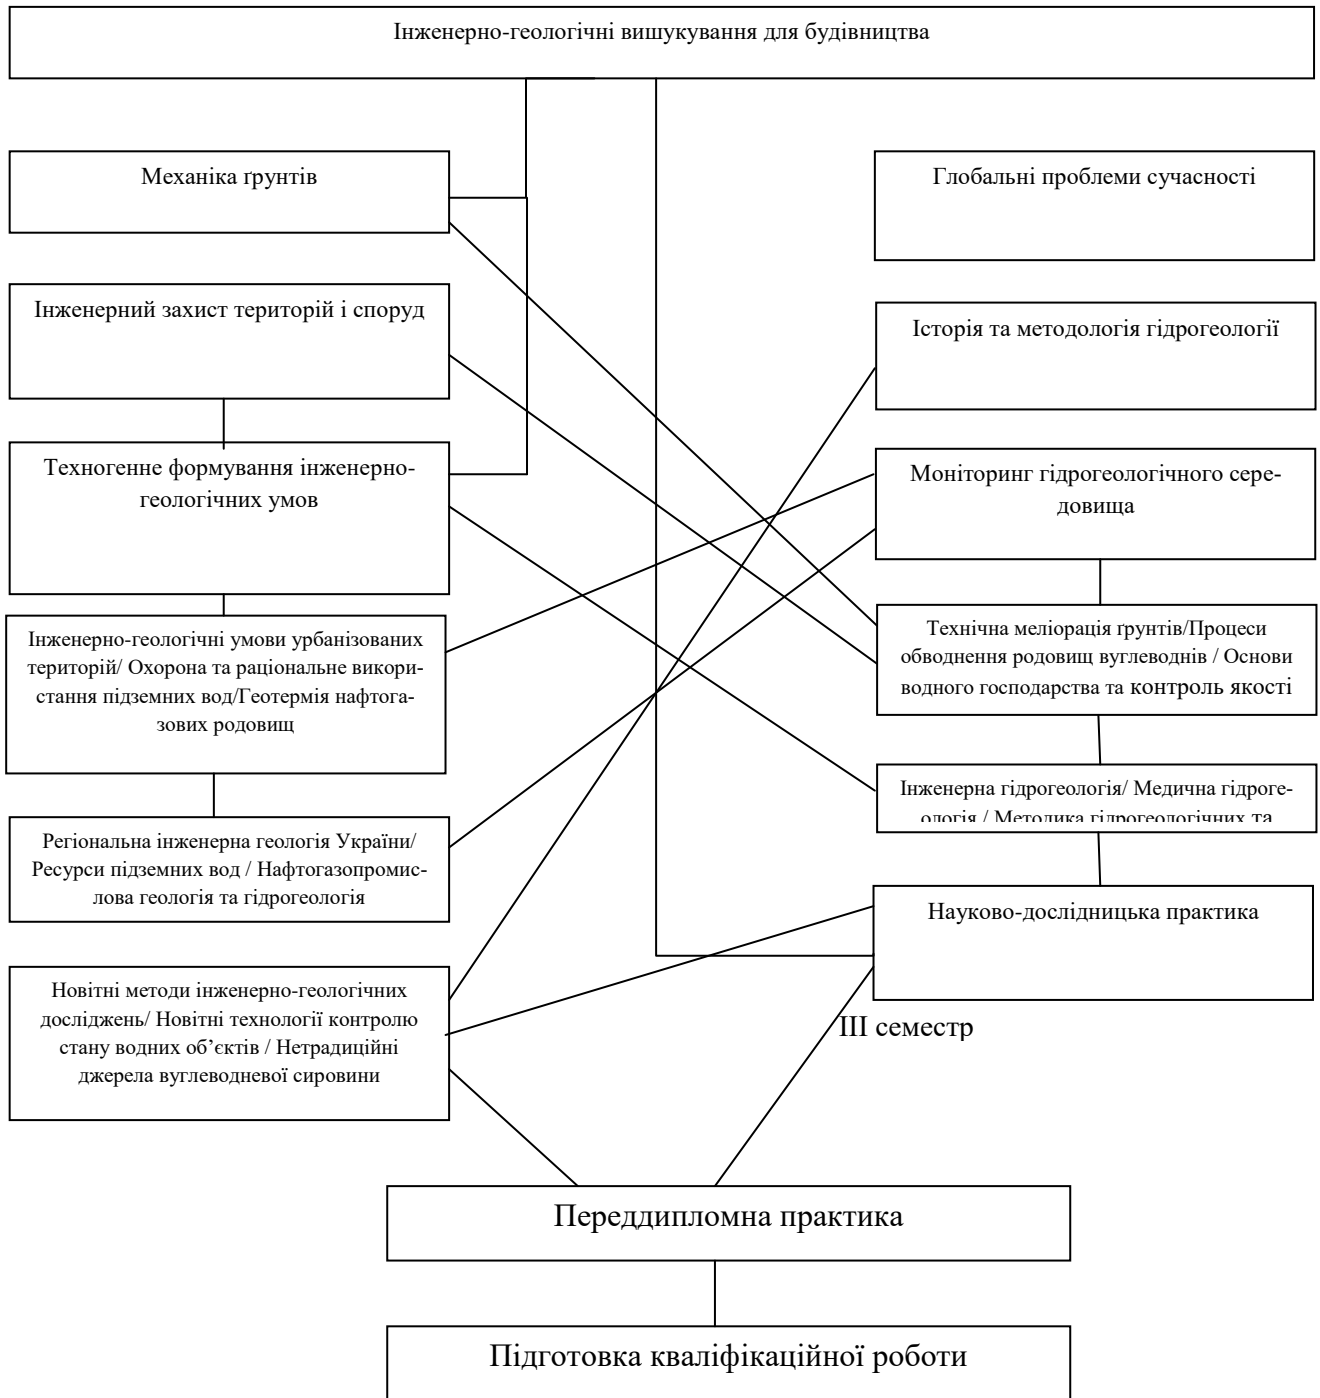 Інженерно-геологічні вишукування для будівництва
Механіка ґрунтів
Глобальні проблеми сучасності
Інженерний захист територій і споруд
Історія та методологія гідрогеології
Техногенне формування інженерно-
геологічних умов
Моніторинг гідрогеологічного сере-
довища
Інженерно-геологічні умови урбанізованих
територій/ Охорона та раціональне викори-
стання підземних вод/Геотермія нафтога-
зових родовищ
Технічна меліорація ґрунтів/Процеси
обводнення родовищ вуглеводнів / Основи
водного господарства та контроль якості
Інженерна гідрогеологія/ Медична гідроге-
ологія / Методика гідрогеологічних та
Регіональна інженерна геологія України/
Ресурси підземних вод / Нафтогазопромис-
лова геологія та гідрогеологія
Науково-дослідницька практика
Новітні методи інженерно-геологічних
досліджень/ Новітні технології контролю
стану водних об’єктів / Нетрадиційні
джерела вуглеводневої сировини
ІІІ семестр
Переддипломна практика
Підготовка кваліфікаційної роботи